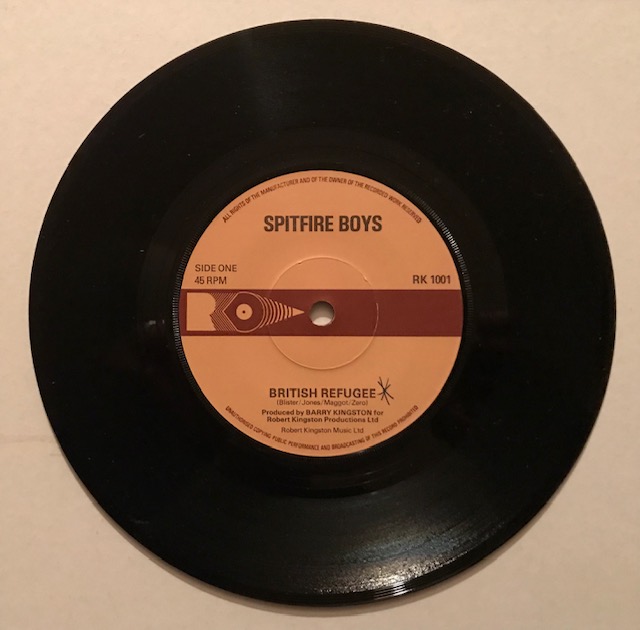 ALL RIGHTS OF THE MANUFACTURER AND OF THE OWNER OF THE RECORDED WORK RESERVED
SPITFIRE BOYS
SIDE ONE
45 RPM
RK 1001
BRITISH REFUGEE
(Blister/Jones/Maggot/Zero)
Produced by BARRY KINGSTON for
Robert Kingston Productions Ltd
Robert Kingston Music Ltd
UNAUTHORISED COPYING PUBLIC PERFORMANCE AND BROADCASTING OF THIS RECORD PROHIBITED